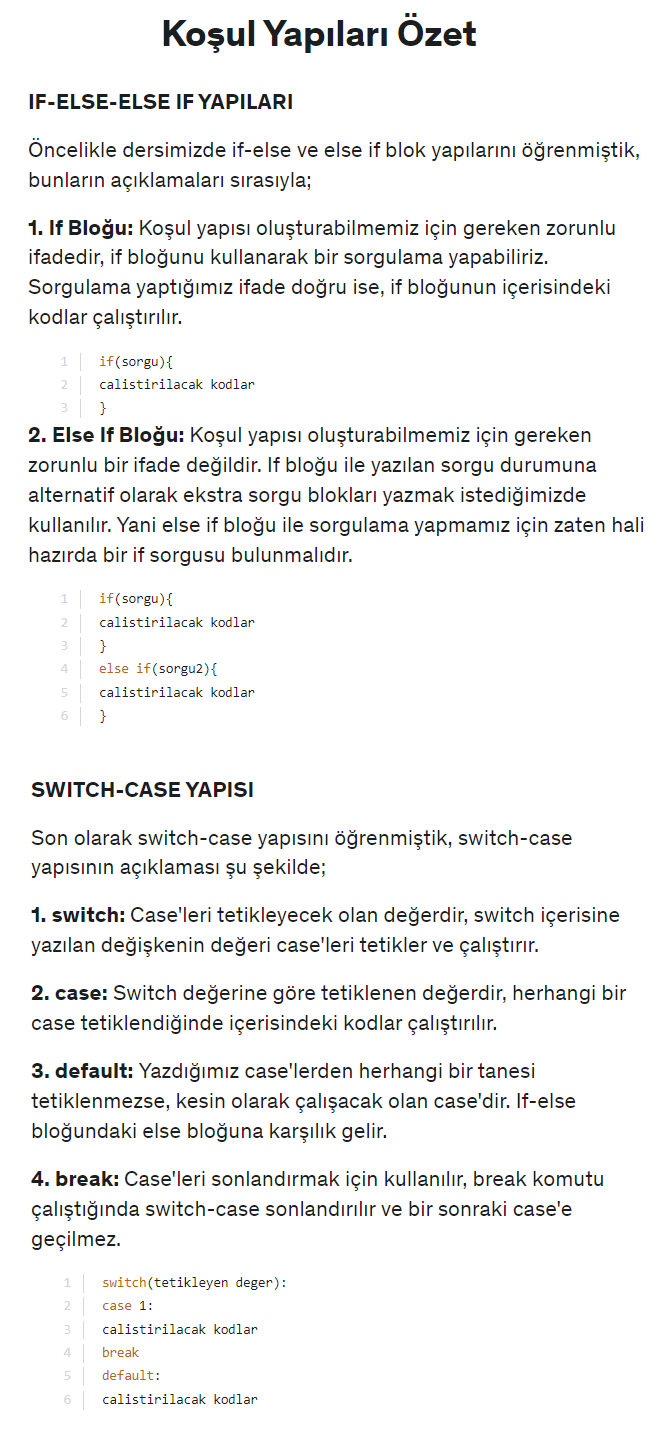 Koşul Yapıları Özet
IF-ELSE-ELSE IF YAPILARI
Öncelikle dersimizde if-else ve else if blok yapılarını öğrenmiştik,
bunların açıklamaları sırasıyla;
1. If Bloğu: Koşul yapısı oluşturabilmemiz için gereken zorunlu
ifadedir, if bloğunu kullanarak bir sorgulama yapabiliriz.
Sorgulama yaptığımız ifade doğru ise, if bloğunun içerisindeki
kodlar çalıştırılır.
1 if(sorgu){
2 calistirilacak kodlar
3 }
2. Else If Bloğu: Koşul yapısı oluşturabilmemiz için gereken
zorunlu bir ifade değildir. If bloğu ile yazılan sorgu durumuna
alternatif olarak ekstra sorgu blokları yazmak istediğimizde
kullanılır. Yani else if bloğu ile sorgulama yapmamız için zaten hali
hazırda bir if sorgusu bulunmalıdır.
1 if(sorgu){
2 calistirilacak kodlar
3 }
4 else if(sorgu2){
5 calistirilacak kodlar
6 }
SWITCH-CASE YAPISI
Son olarak switch-case yapısını öğrenmiştik, switch-case
yapısının açıklaması şu şekilde;
1. switch: Case'leri tetikleyecek olan değerdir, switch içerisine
yazılan değişkenin değeri case'leri tetikler ve çalıştırır.
2. case: Switch değerine göre tetiklenen değerdir, herhangi bir
case tetiklendiğinde içerisindeki kodlar çalıştırılır.
3. default: Yazdığımız case'lerden herhangi bir tanesi
tetiklenmezse, kesin olarak çalışacak olan case'dir. If-else
bloğundaki else bloğuna karşılık gelir.
4. break: Case'leri sonlandırmak için kullanılır, break komutu
çalıştığında switch-case sonlandırılır ve bir sonraki case'e
geçilmez.
1 switch(tetikleyen deger):
2 case 1:
3 calistirilacak kodlar
4 break
5 default:
6 calistirilacak kodlar